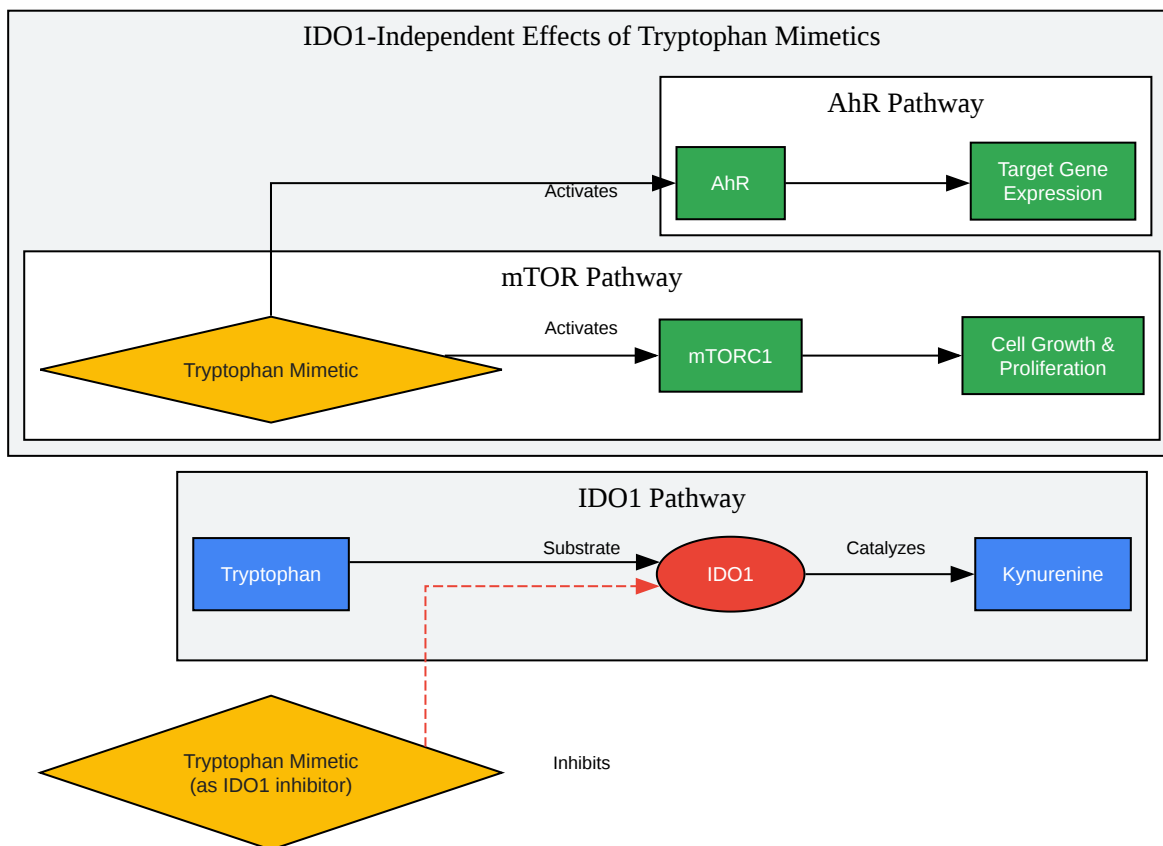 IDO1-Independent Effects of Tryptophan Mimetics
AhR Pathway
Activates
AhR
Target Gene
Expression
mTOR Pathway
Tryptophan Mimetic
Activates
mTORC1
Cell Growth &
Proliferation
IDO1 Pathway
Tryptophan
Substrate
IDO1
Catalyzes
Kynurenine
Tryptophan Mimetic
(as IDO1 inhibitor)
Inhibits